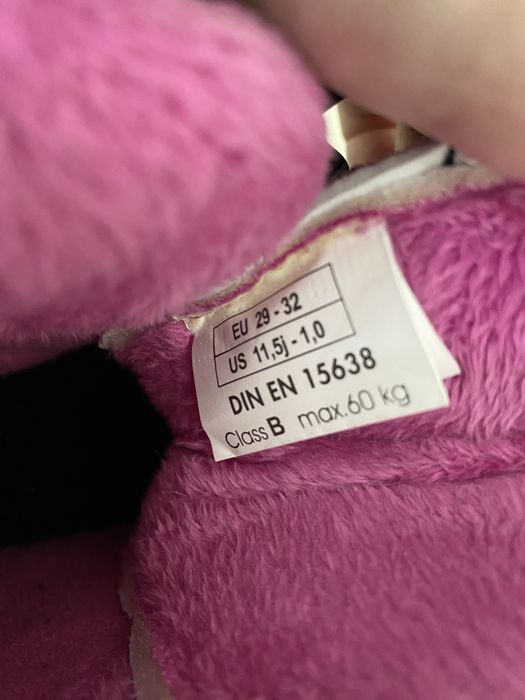 EU 29 - 32
US 11,5j - 1,0
DIN EN 15638
Class B max.60 kg